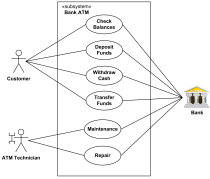 «subsystem»
Bank ATM
Check
Balances
Deposit
Funds
Customer
Withdraw
Cash
Transfer
Funds
Bank
Maintenance
ATM Technician
Repair